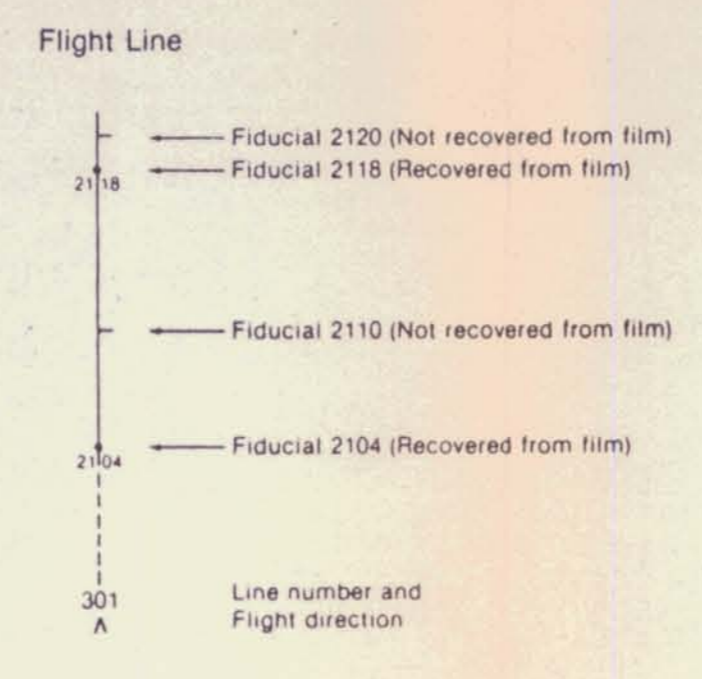 Flight Line
Fiducial 2120 (Not recovered from film)
2118
Fiducial 2118 (Recovered from film)
Fiducial 2110 (Not recovered from film)
Fiducial 2104 (Recovered from film)
2104
301
Line number and
Flight direction